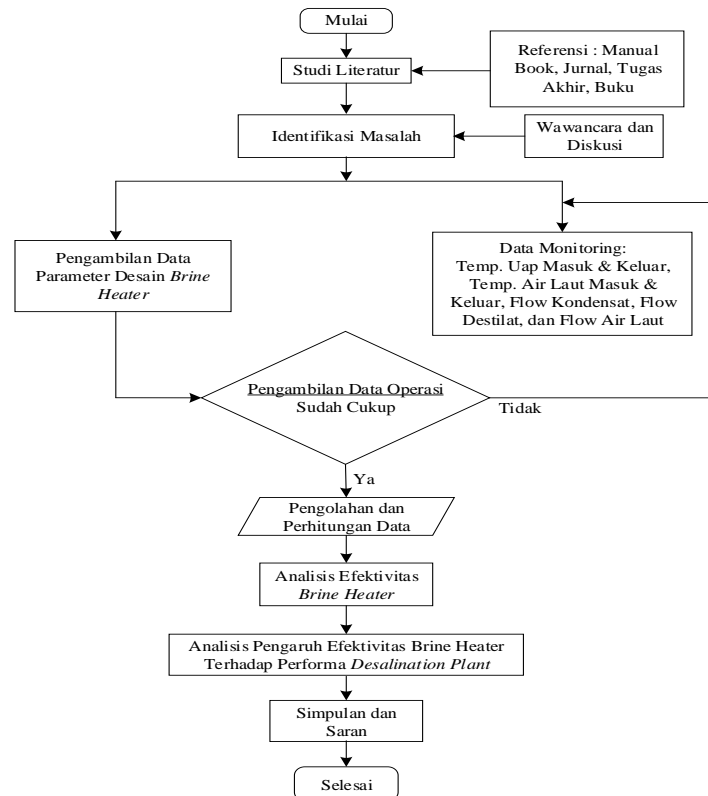 Mulai
Studi Literatur
Referensi : Manual
Book, Jurnal, Tugas
Akhir, Buku
Identifikasi Masalah
Wawancara dan
Diskusi
Pengambilan Data
Parameter Desain Brine
Heater
Data Monitoring:
Temp. Uap Masuk & Keluar,
Temp. Air Laut Masuk &
Keluar, Flow Kondensat, Flow
Destilat, dan Flow Air Laut
Pengambilan Data Operasi
Sudah Cukup
Tidak
Ya
Pengolahan dan
Perhitungan Data
Analisis Efektivitas
Brine Heater
Analisis Pengaruh Efektivitas Brine Heater
Terhadap Performa Desalination Plant
Simpulan dan
Saran
Selesai